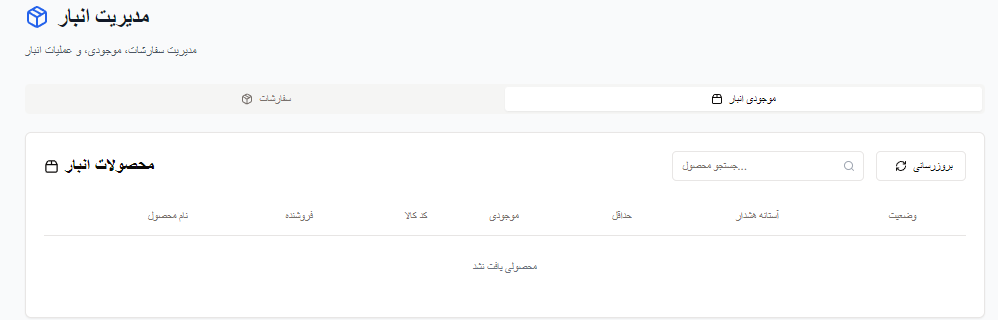 مدیریت انبار
مدیریت سفارشات، موجودی، و عملیات انبار
سفارشات
موجودی انبار
محصولات انبار
جستجو محصول...
بروزرسانی
نام محصول
فروشنده
کد کالا
موجودی
حداقل
آستانه هشدار
وضعیت
محصولی یافت نشد